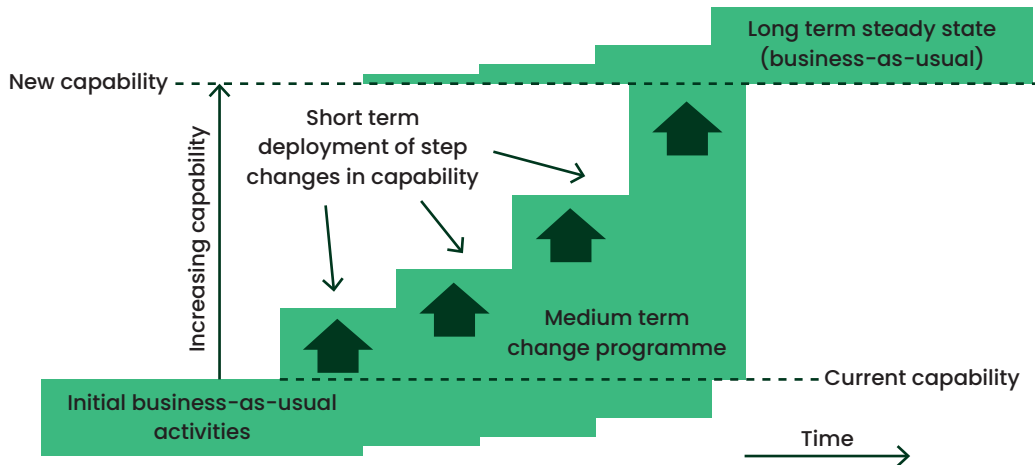 Long term steady state
(business-as-usual)
New capability
Short term
deployment of step
changes in capability
Increasing capability
Medium term
change programme
Current capability
Initial business-as-usual
activities
Time